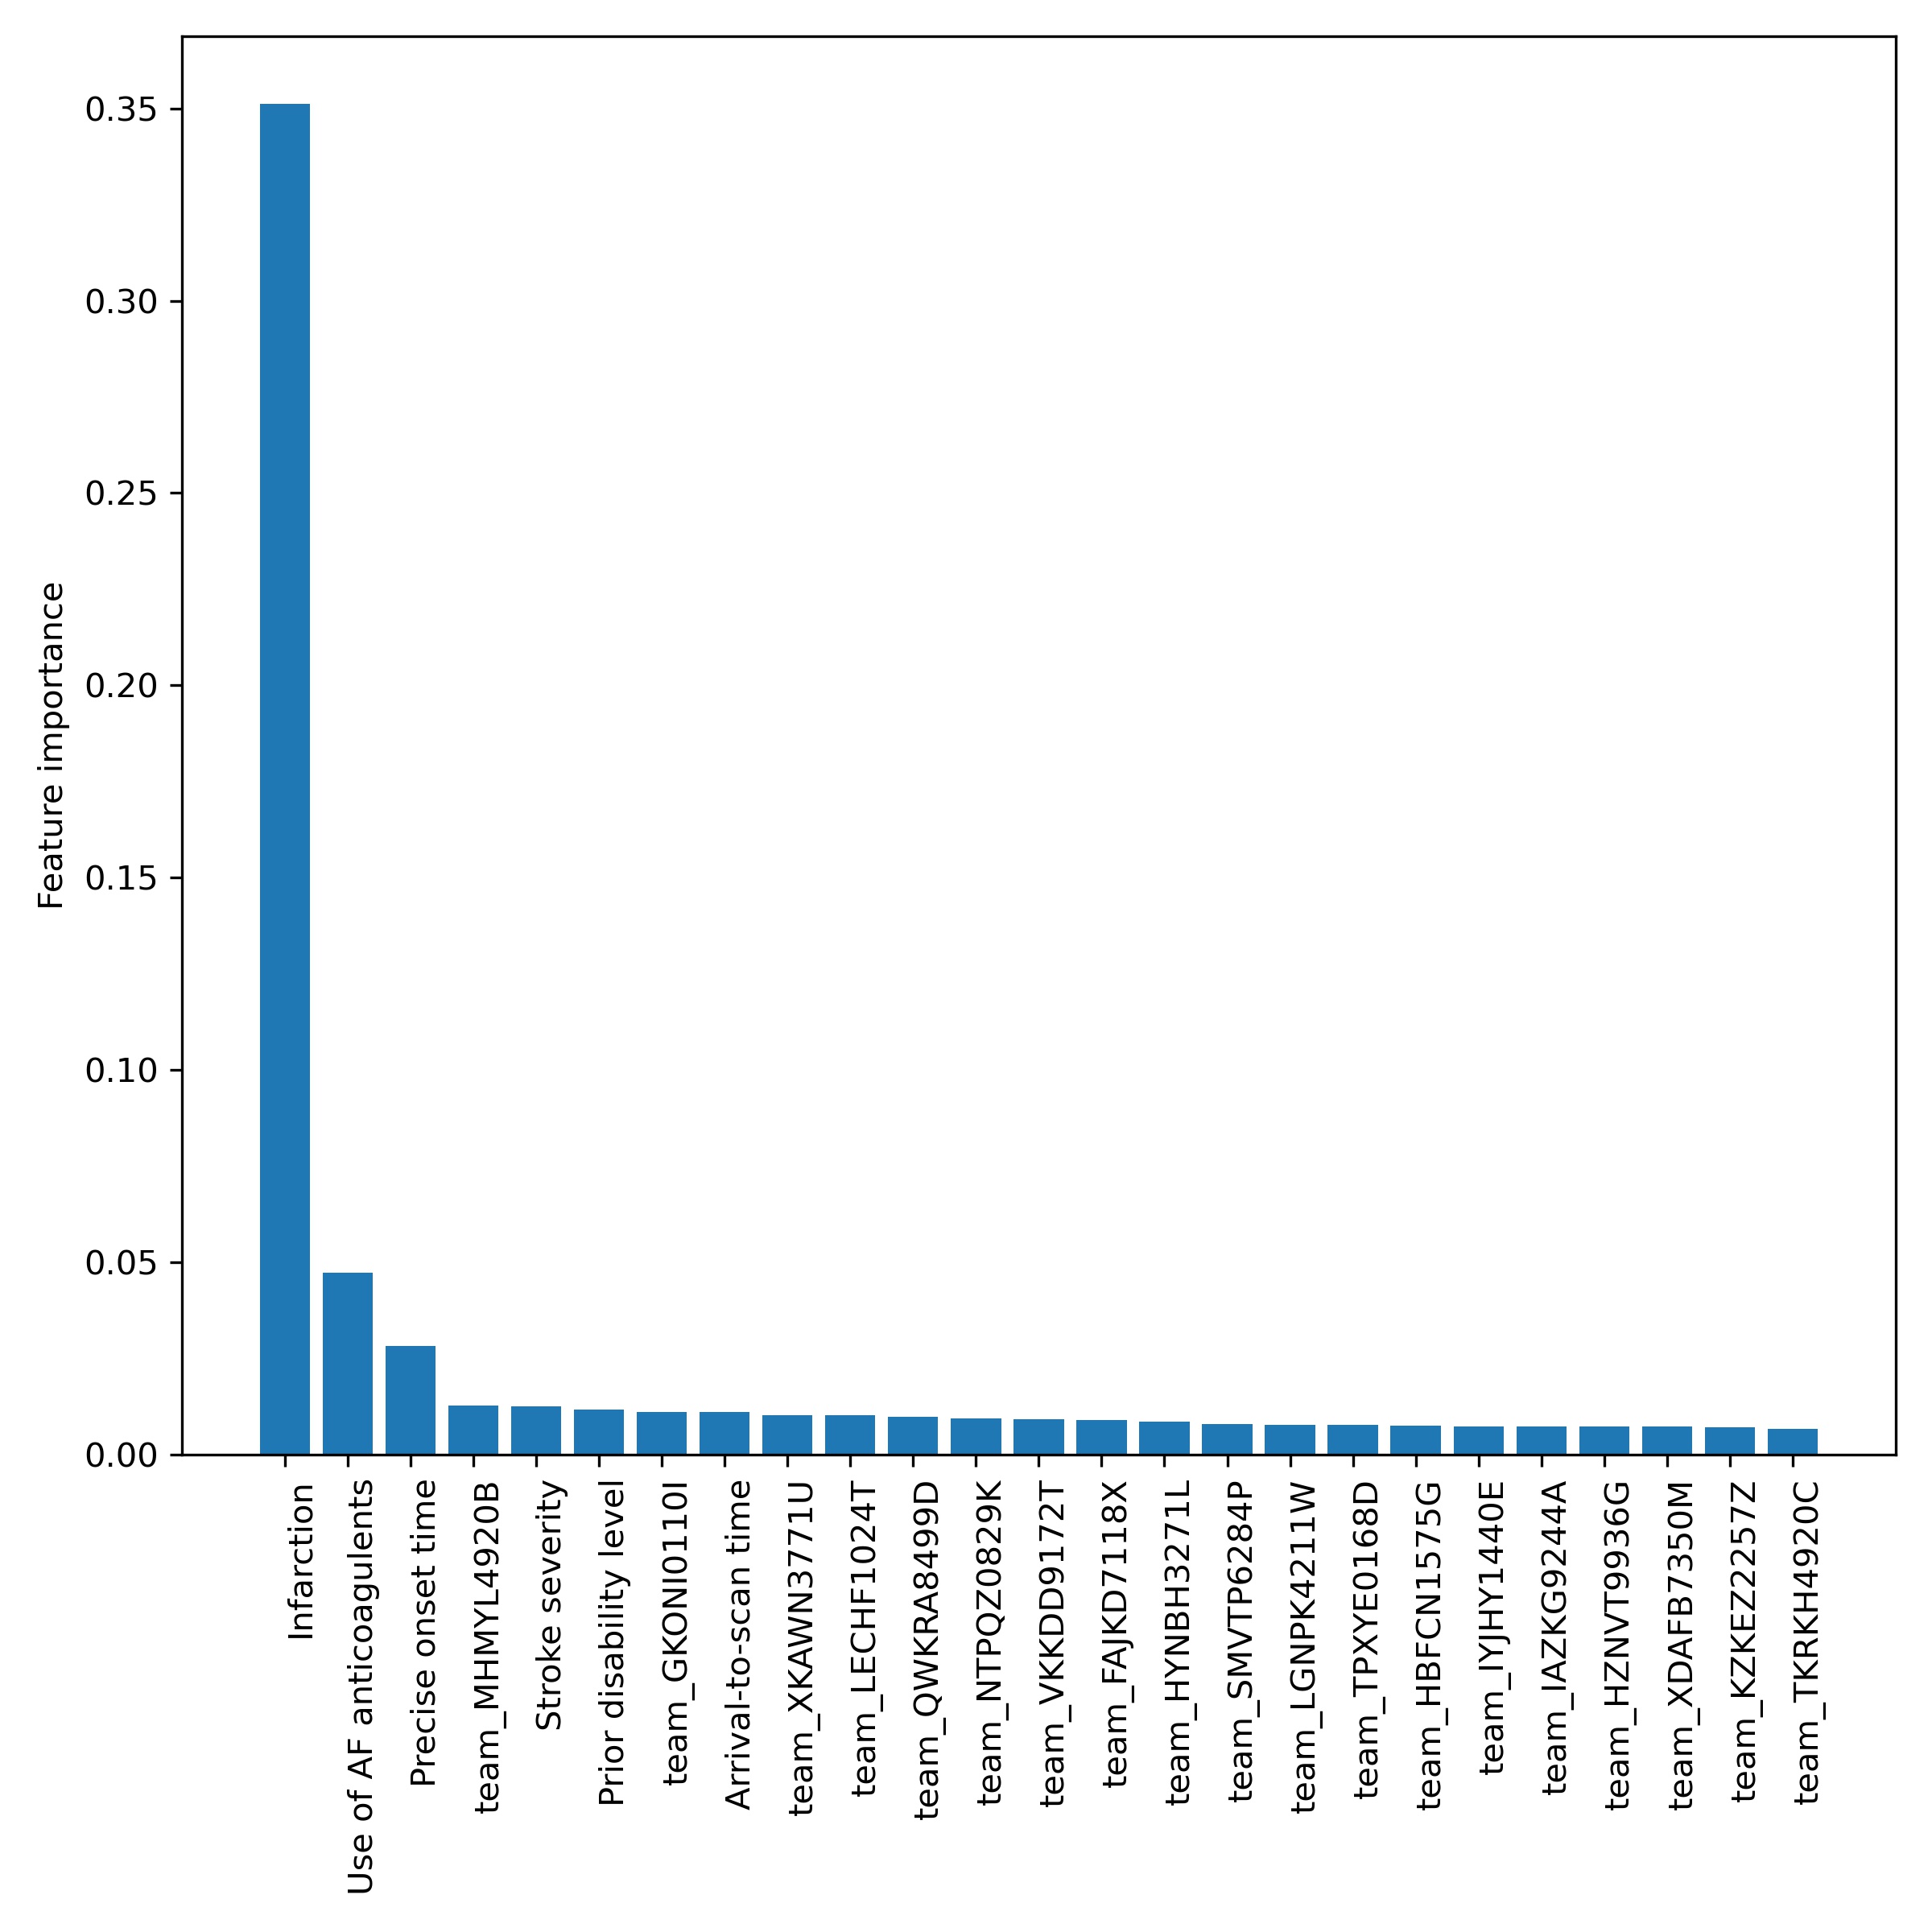 Feature importance
0.35
0.30
0.25
0.20
0.15
0.10
0.05
0.00
Infarction
Use of AF anticoagulents
Precise onset time
team_MHMYL4920B
Stroke severity
Prior disability level
team_GKONI0110I
Arrival-to-scan time
team_XKAWN3771U
team_LECHF1024T
team_QWKRA8499D
team_NTPQZ0829K
team_VKKDD9172T
team_FAJKD7118X
team_HYNBH3271L
team_SMVTP6284P
team_LGNPK4211W
team_TPXYE0168D
team_HBFCN1575G
team_IYJHY1440E
team_IAZKG9244A
team_HZNVT9936G
team_XDAFB7350M
team_KZKEZ2257Z
team_TKRKH4920C